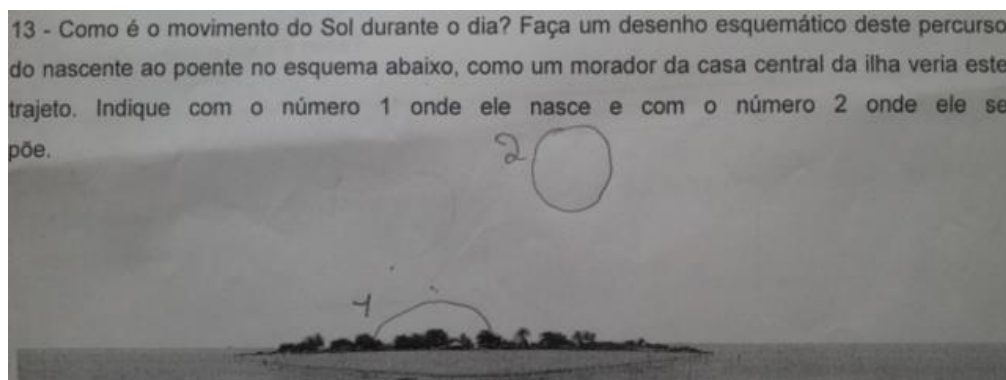 13 - Como é o movimento do Sol durante o dia? Faça um desenho esquemático deste percurso
do nascente ao poente no esquema abaixo, como um morador da casa central da ilha veria este
trajeto. Indique com o número 1 onde ele nasce e com o número 2 onde ele se
põe.
2
1